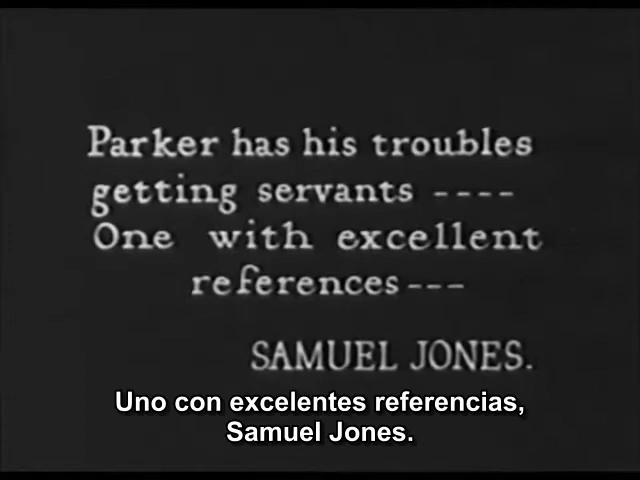 Parker has his troubles
getting servants ----
One with excellent
references---
SAMUEL JONES.
Uno con excelentes referencias,
Samuel Jones.